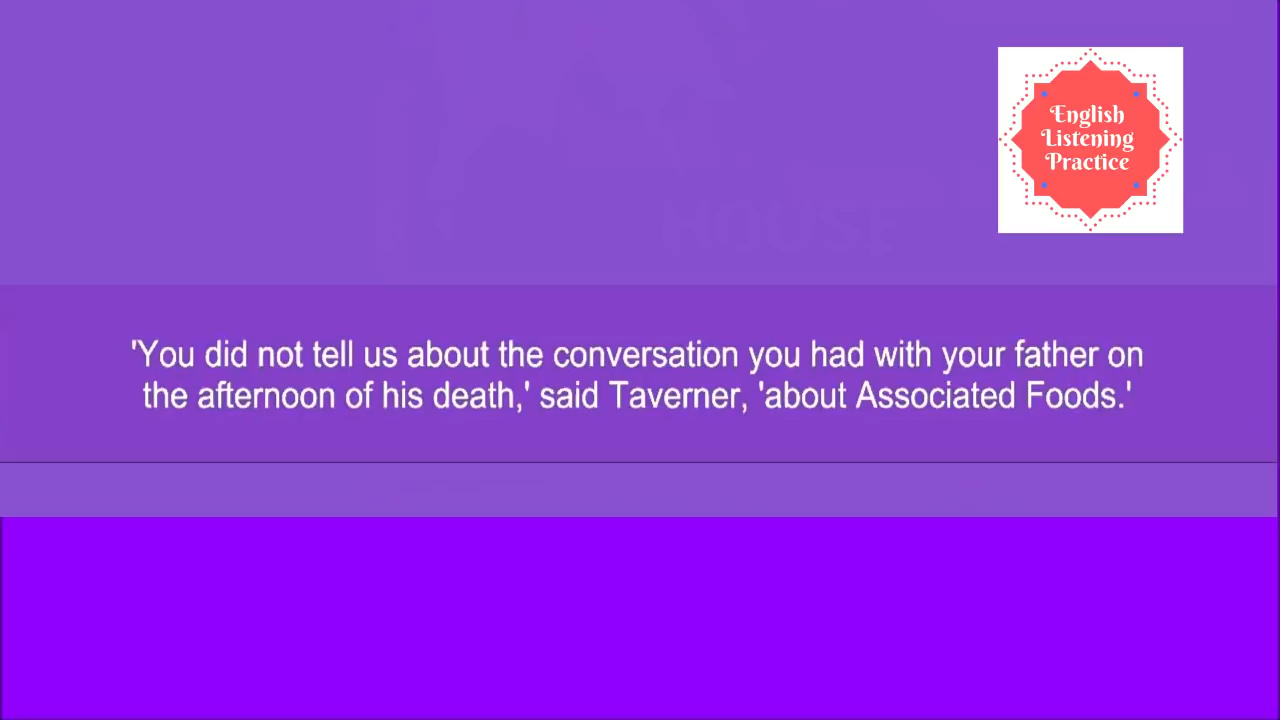 English
Listening
Practice
HOUSE
'You did not tell us about the conversation you had with your father on
the afternoon of his death,' said Taverner, 'about Associated Foods.'